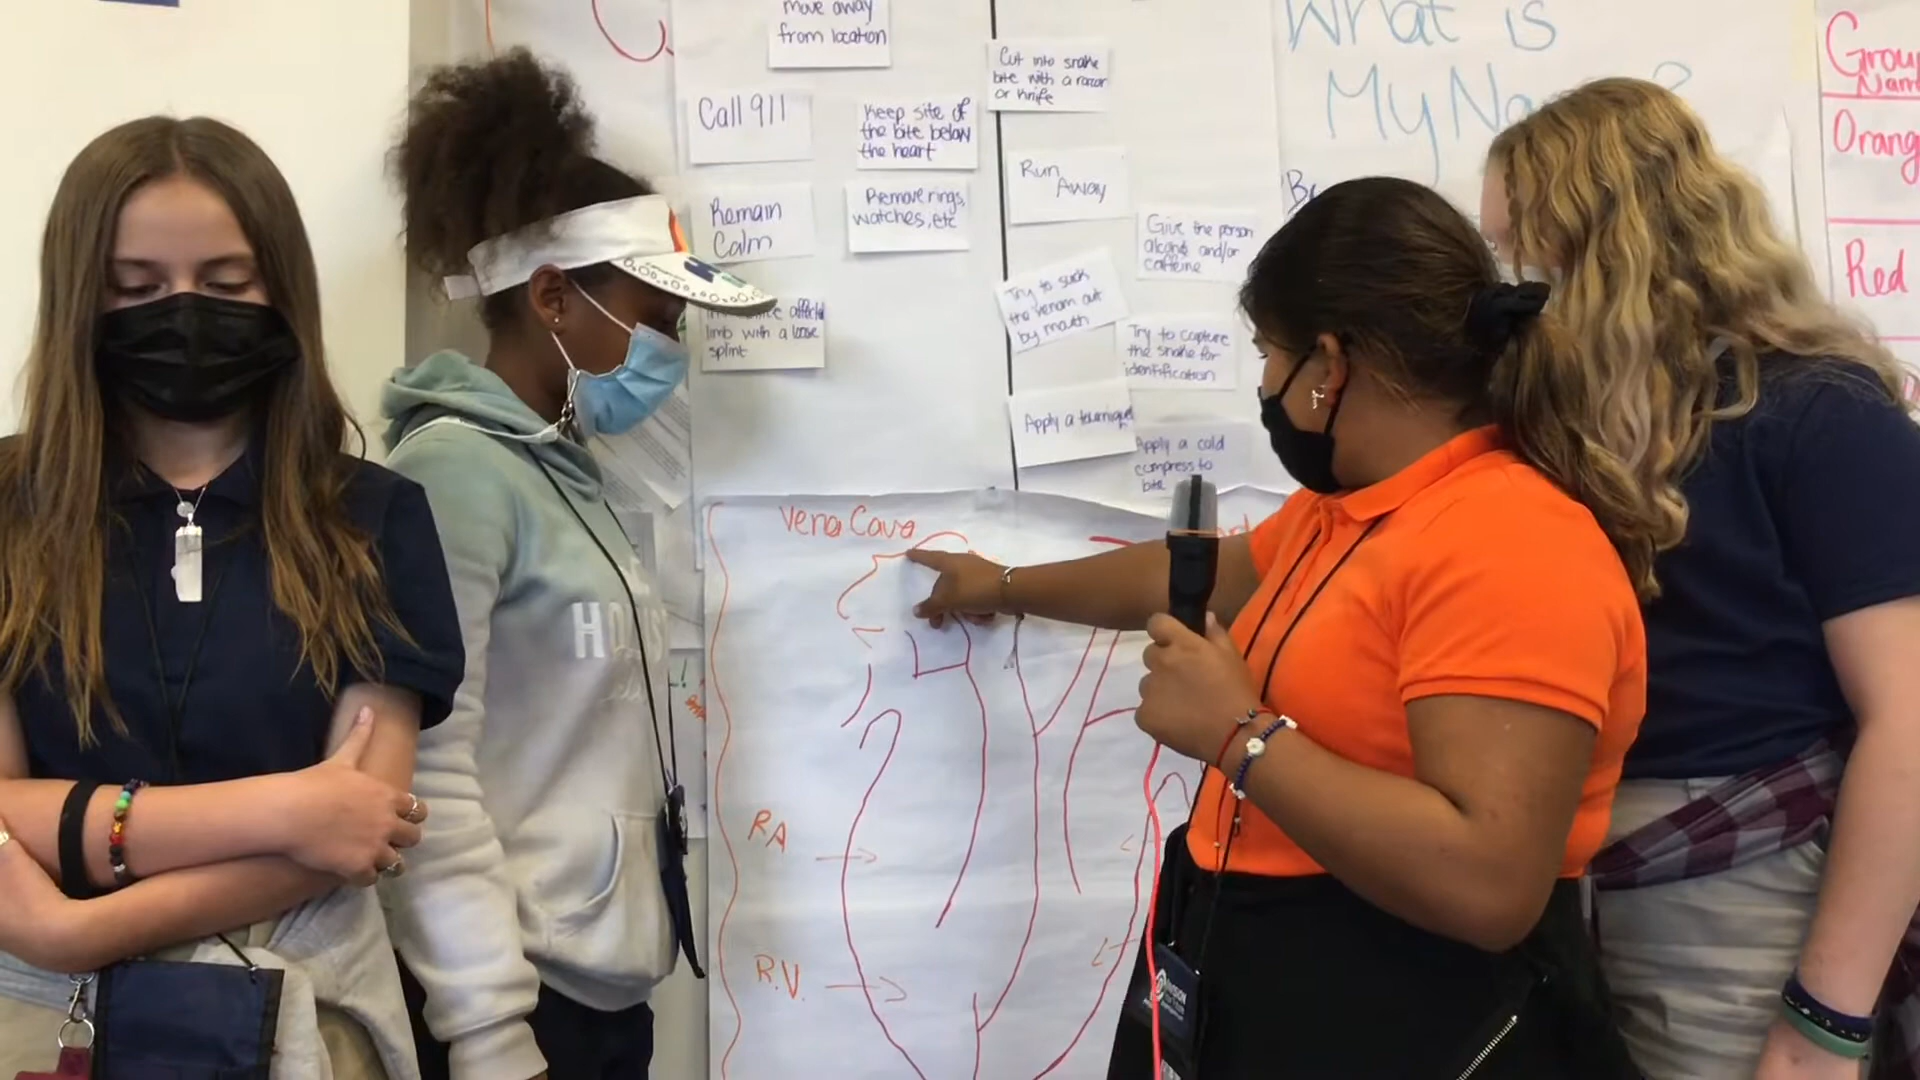 move away
from location
Call 911
Keep site of
the bite below
the heart
Remain
Calm
Remove rings,
watches, etc
limb with a loose
splint
Cut into snake
bite with a razor
or knife
Run
Away
Give the person
alcohol and/or
caffeine
Try to suck
the venom out
by mouth
Try to capture
the snake for
identification
Apply a
Apply a cold
compress to
bite
What is
My
Group
Name
Orang
Red
Vena Cava
RA
R.V.